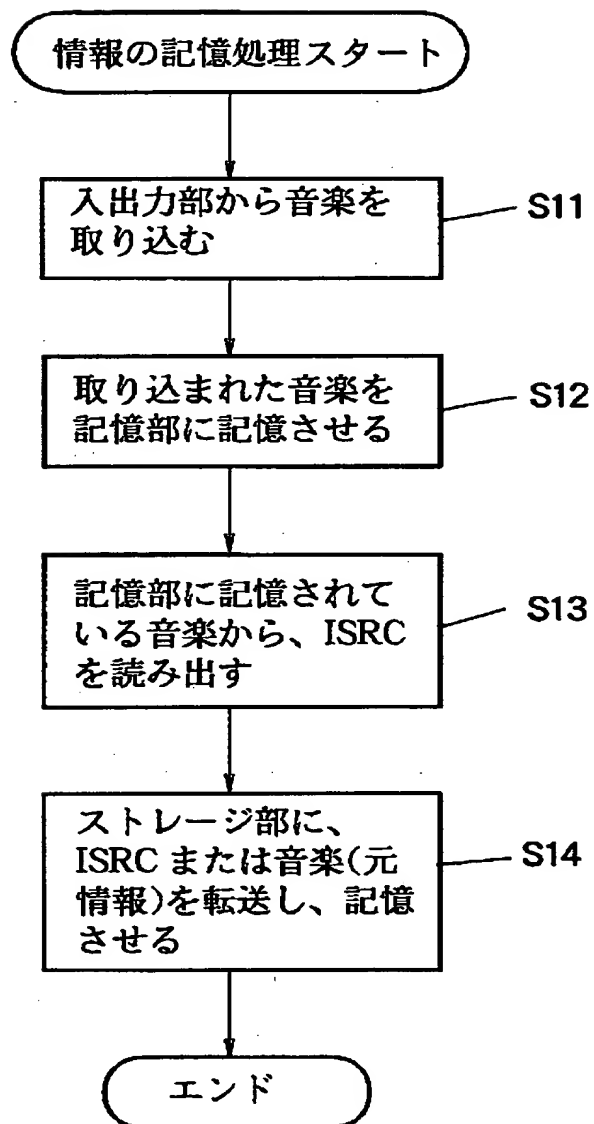 情報の記憶処理スタート
入出力部から音楽を
取り込む
S11
取り込まれた音楽を
記憶部に記憶させる
S12
記憶部に記憶されて
いる音楽から、ISRC
を読み出す
S13
ストレージ部に、
ISRC または音楽(元
情報)を転送し、記憶
させる
S14
エンド